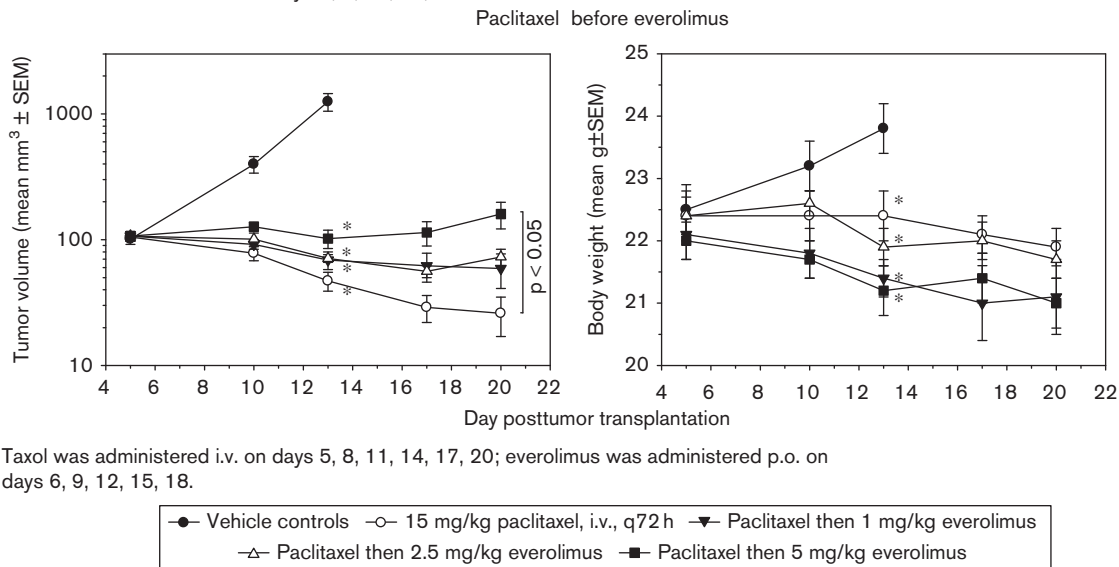 Paclitaxel before everolimus
Tumor volume (mean mm³ ± SEM)
1000
100
10
*
*
*
*
p < 0.05
4 6 8 10 12 14 16 18 20 22
Body weight (mean g±SEM)
25
24
23
22
21
20
*
*
*
*
4 6 8 10 12 14 16 18 20 22
Day posttumor transplantation
Taxol was administered i.v. on days 5, 8, 11, 14, 17, 20; everolimus was administered p.o. on
days 6, 9, 12, 15, 18.
Vehicle controls 15 mg/kg paclitaxel, i.v., q72 h Paclitaxel then 1 mg/kg everolimus
Paclitaxel then 2.5 mg/kg everolimus Paclitaxel then 5 mg/kg everolimus